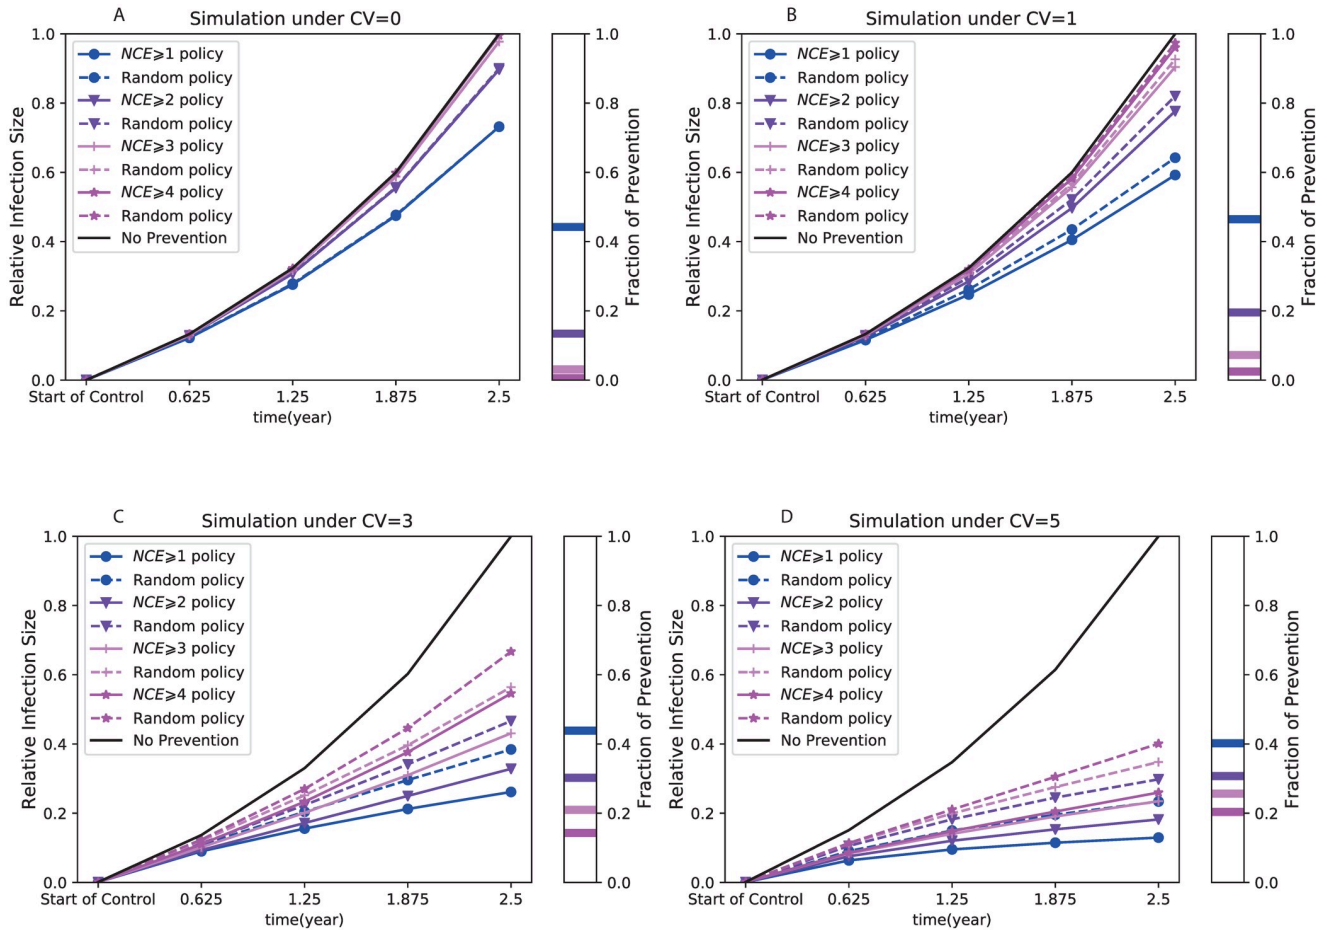 A
Simulation under CV=0
Relative Infection Size
1.0
0.8
0.6
0.4
0.2
0.0
NCE⩾1 policy
Random policy
NCE⩾2 policy
Random policy
NCE⩾3 policy
Random policy
NCE⩾4 policy
Random policy
No Prevention
Start of Control
0.625
1.25
1.875
2.5
time(year)
Fraction of Prevention
1.0
0.8
0.6
0.4
0.2
0.0
B
Simulation under CV=1
Relative Infection Size
1.0
0.8
0.6
0.4
0.2
0.0
NCE⩾1 policy
Random policy
NCE⩾2 policy
Random policy
NCE⩾3 policy
Random policy
NCE⩾4 policy
Random policy
No Prevention
Start of Control
0.625
1.25
1.875
2.5
time(year)
Fraction of Prevention
1.0
0.8
0.6
0.4
0.2
0.0
C
Simulation under CV=3
Relative Infection Size
1.0
0.8
0.6
0.4
0.2
0.0
NCE⩾1 policy
Random policy
NCE⩾2 policy
Random policy
NCE⩾3 policy
Random policy
NCE⩾4 policy
Random policy
No Prevention
Start of Control
0.625
1.25
1.875
2.5
time(year)
Fraction of Prevention
1.0
0.8
0.6
0.4
0.2
0.0
D
Simulation under CV=5
Relative Infection Size
1.0
0.8
0.6
0.4
0.2
0.0
NCE⩾1 policy
Random policy
NCE⩾2 policy
Random policy
NCE⩾3 policy
Random policy
NCE⩾4 policy
Random policy
No Prevention
Start of Control
0.625
1.25
1.875
2.5
time(year)
Fraction of Prevention
1.0
0.8
0.6
0.4
0.2
0.0